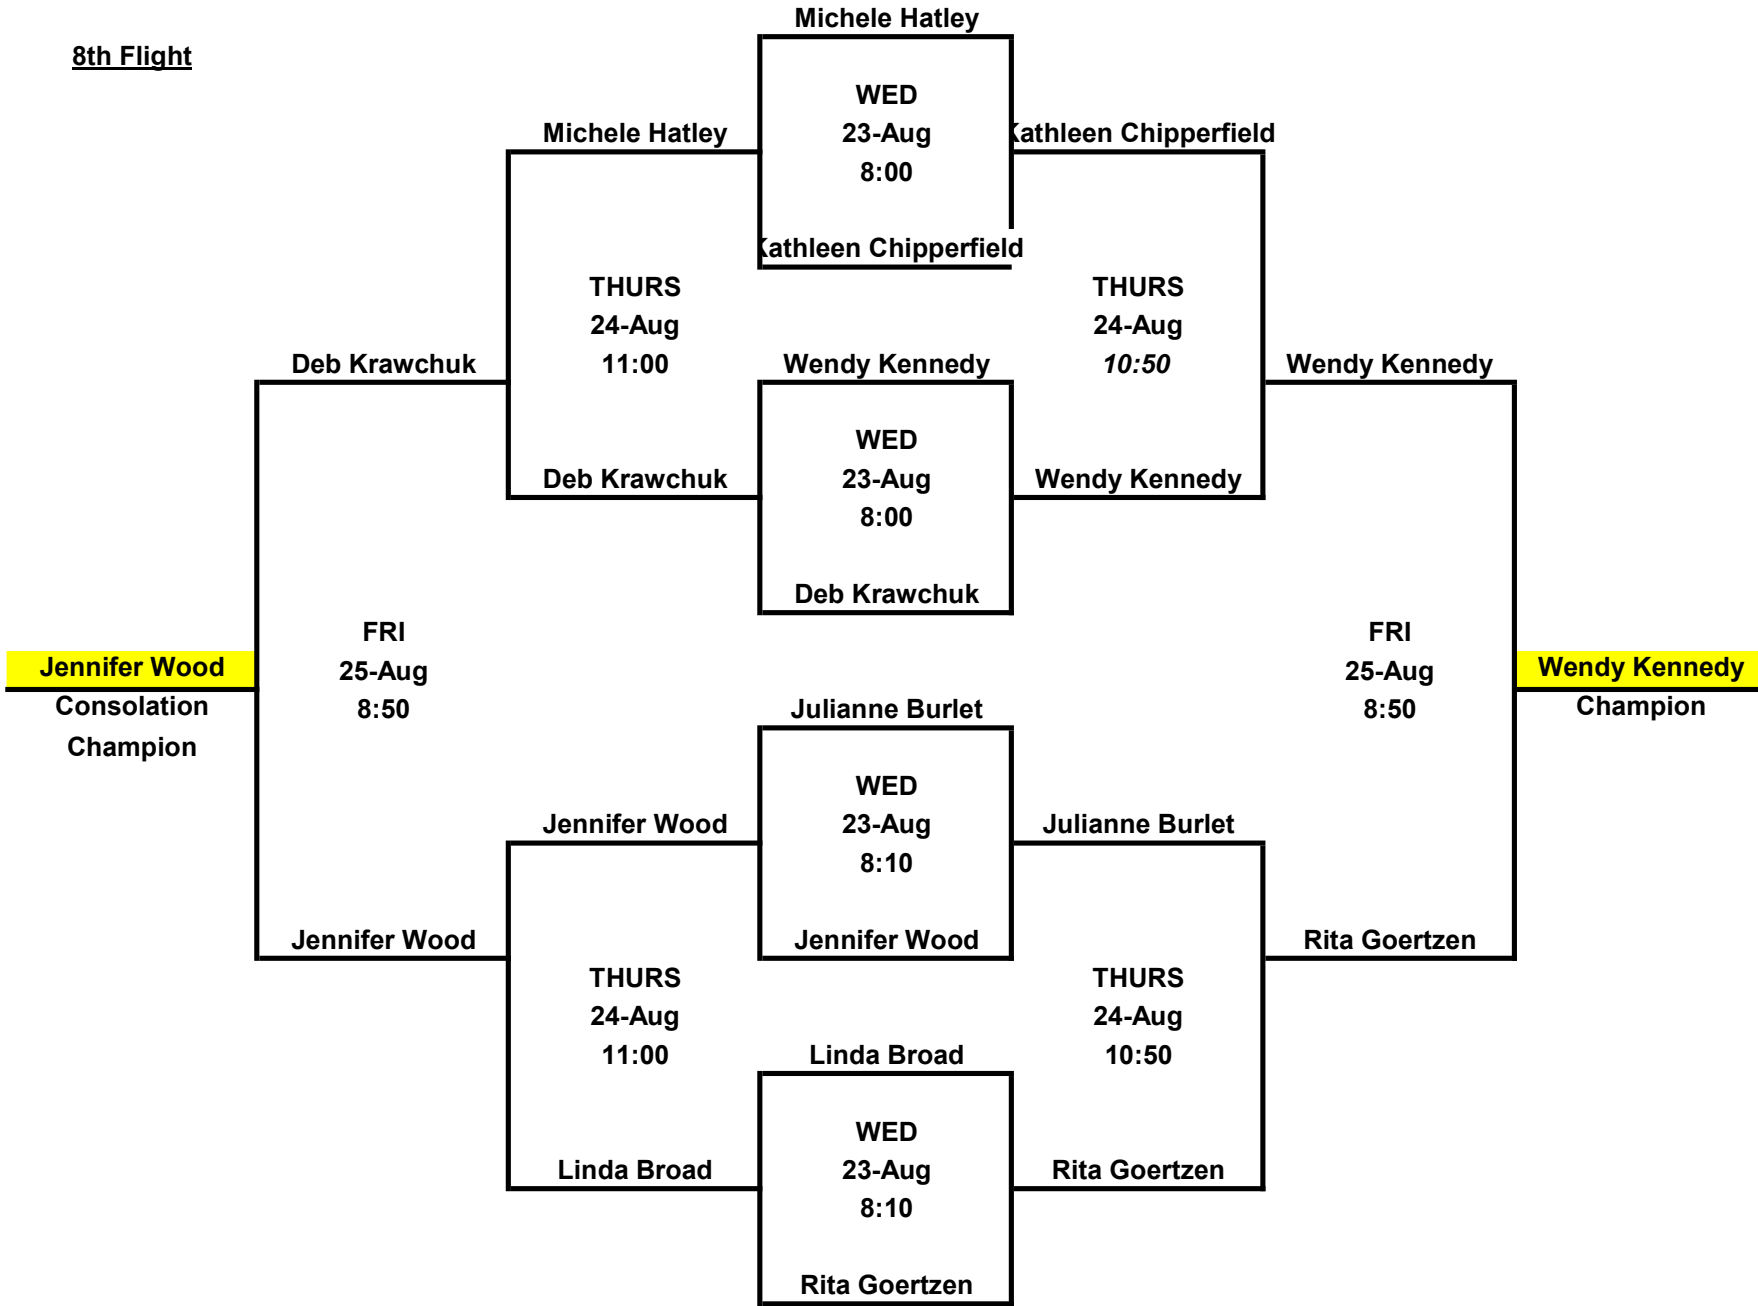 Michele Hatley
8th Flight
WED
Michele Hatley 23-Aug Kathleen Chipperfield
8:00
Kathleen Chipperfield
THURS THURS
24-Aug 24-Aug
Deb Krawchuk 11:00 Wendy Kennedy 10:50 Wendy Kennedy
WED
Deb Krawchuk 23-Aug Wendy Kennedy
8:00
Deb Krawchuk
FRI FRI
Jennifer Wood 25-Aug 25-Aug Wendy Kennedy
Consolation 8:50 Julianne Burlet 8:50 Champion
Champion
WED
Jennifer Wood 23-Aug Julianne Burlet
8:10
Jennifer Wood Jennifer Wood Rita Goertzen
THURS THURS
24-Aug 24-Aug
11:00 Linda Broad 10:50
WED
Linda Broad 23-Aug Rita Goertzen
8:10
Rita Goertzen